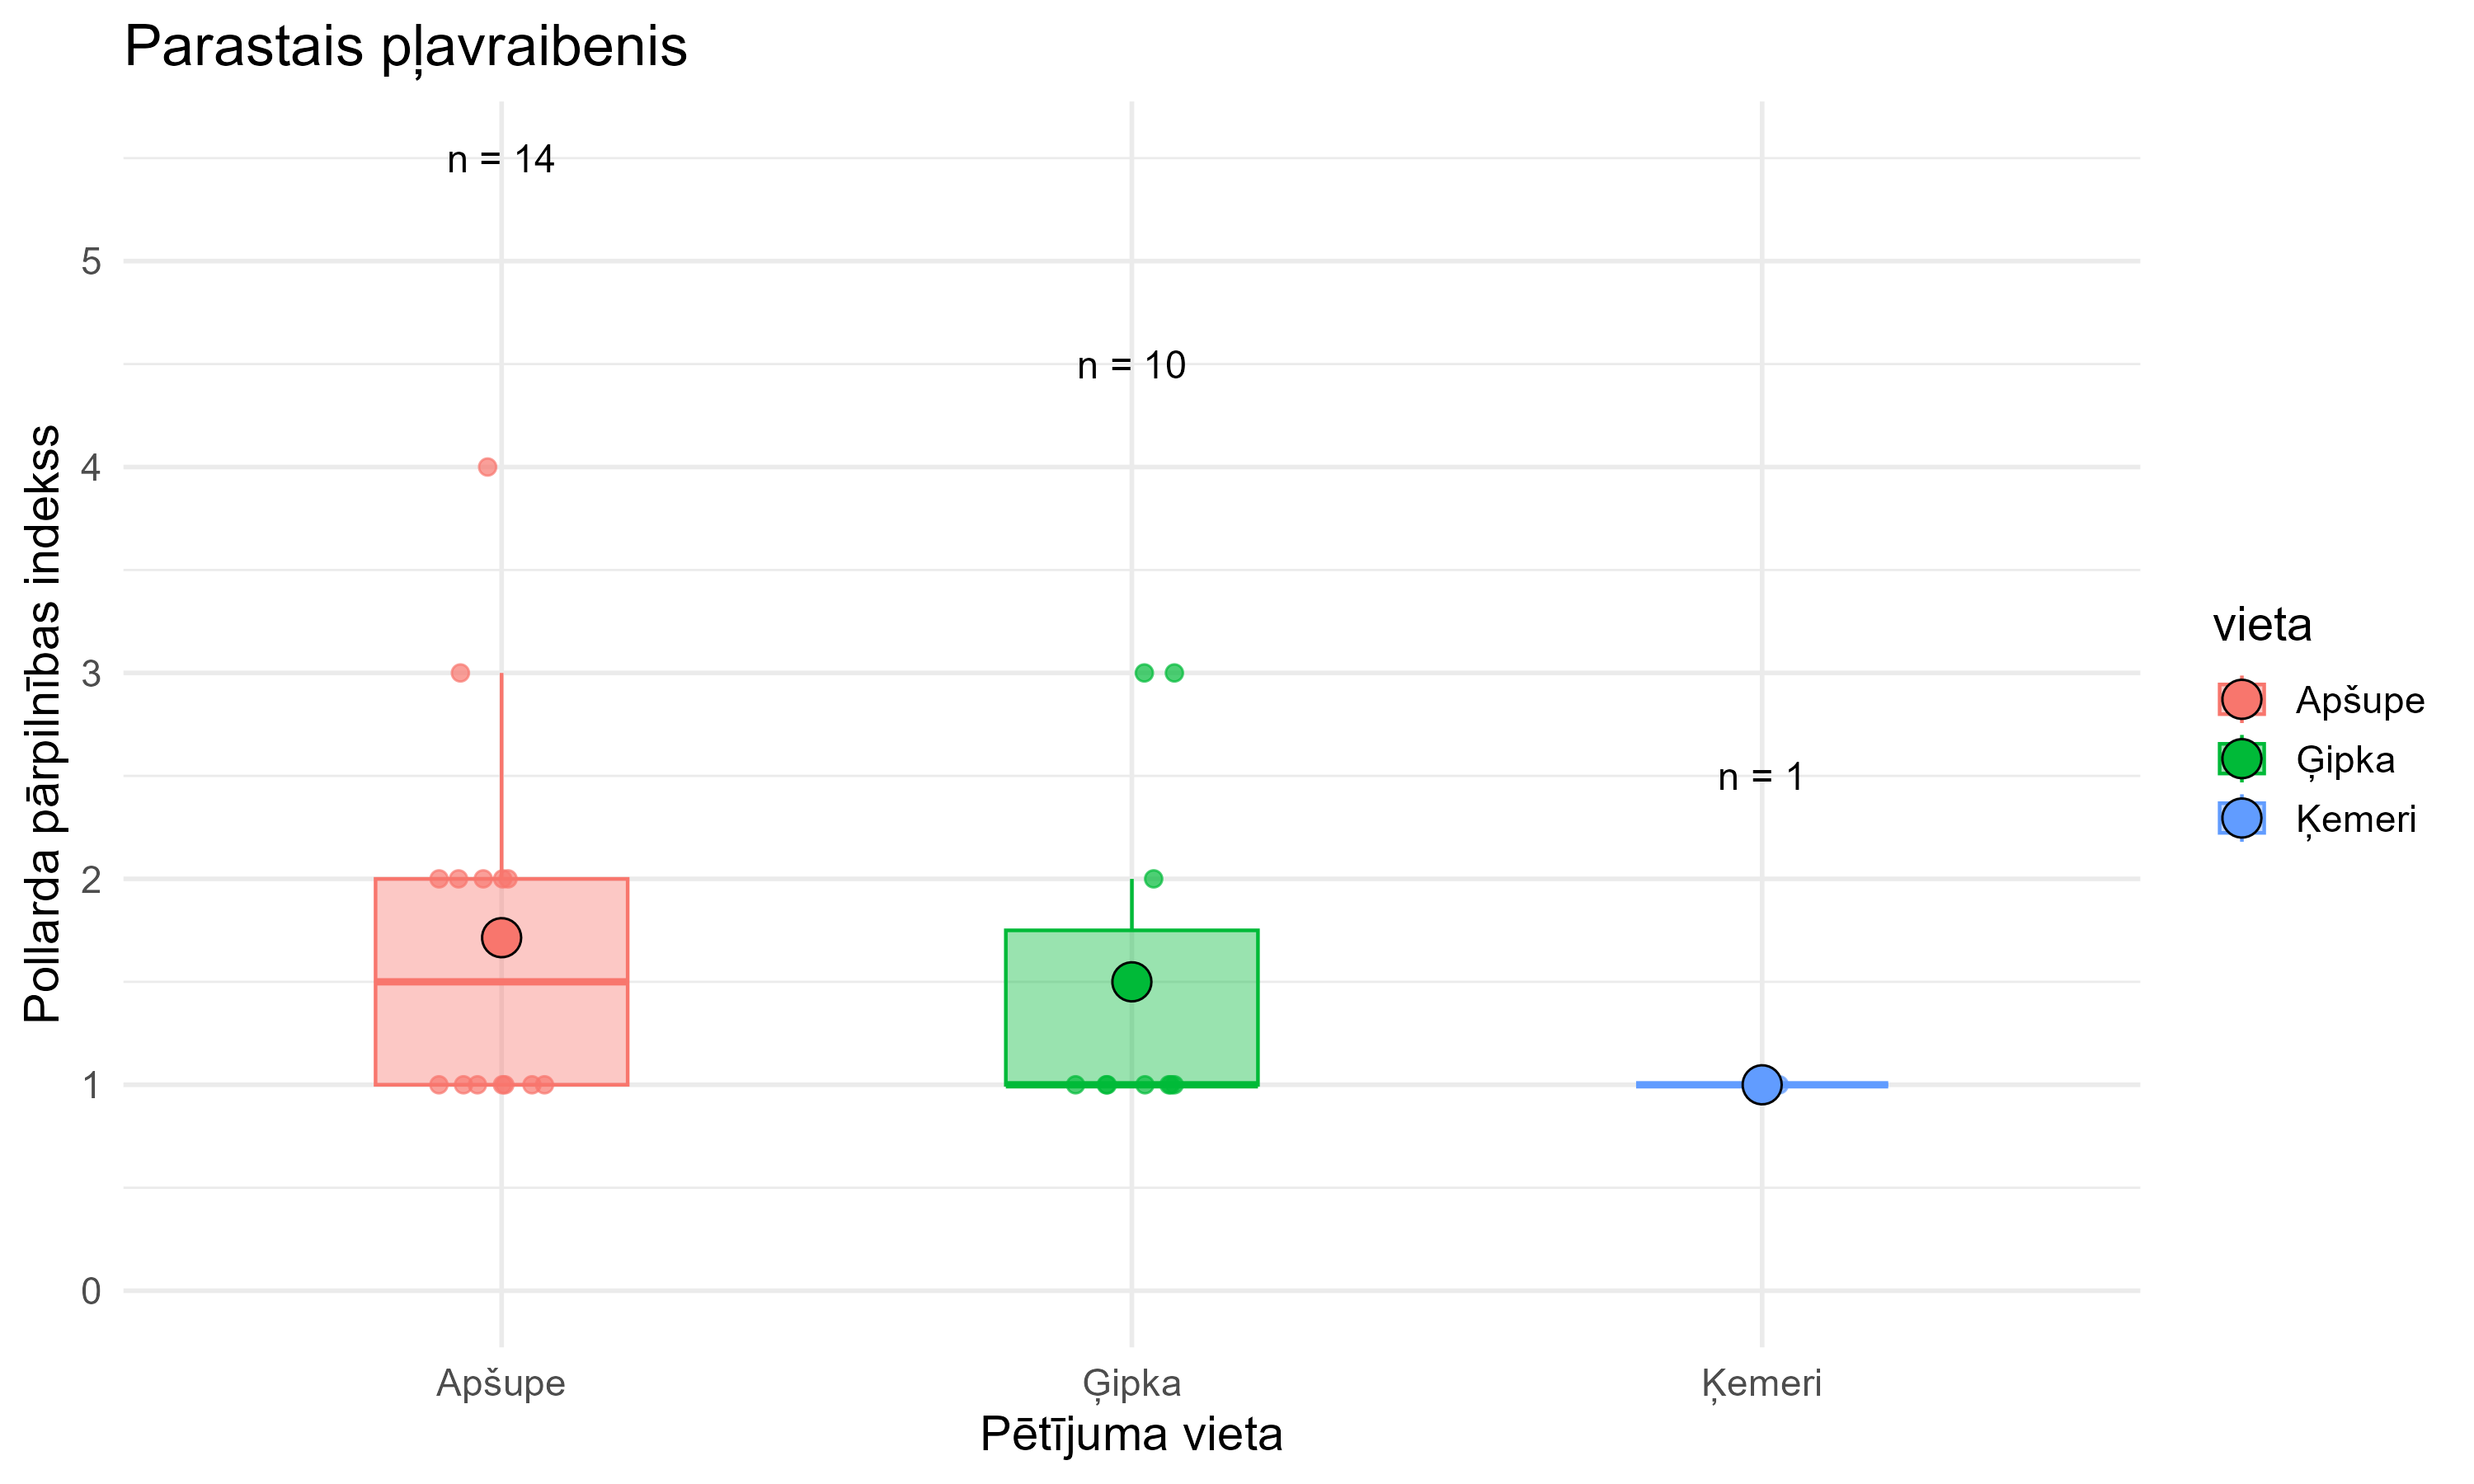 Parastais pļavraibenis
n = 14
n = 10
n = 1
5
4
3
2
1
0
Pollarda pārpilnības indekss
Apšupe
Ģipka
Ķemeri
Pētījuma vieta
vieta
Apšupe
Ģipka
Ķemeri